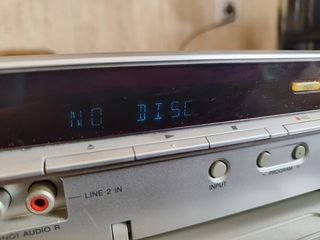 NO DISC
LINE 2 IN
INPUT
PROGRAM
AUDIO R